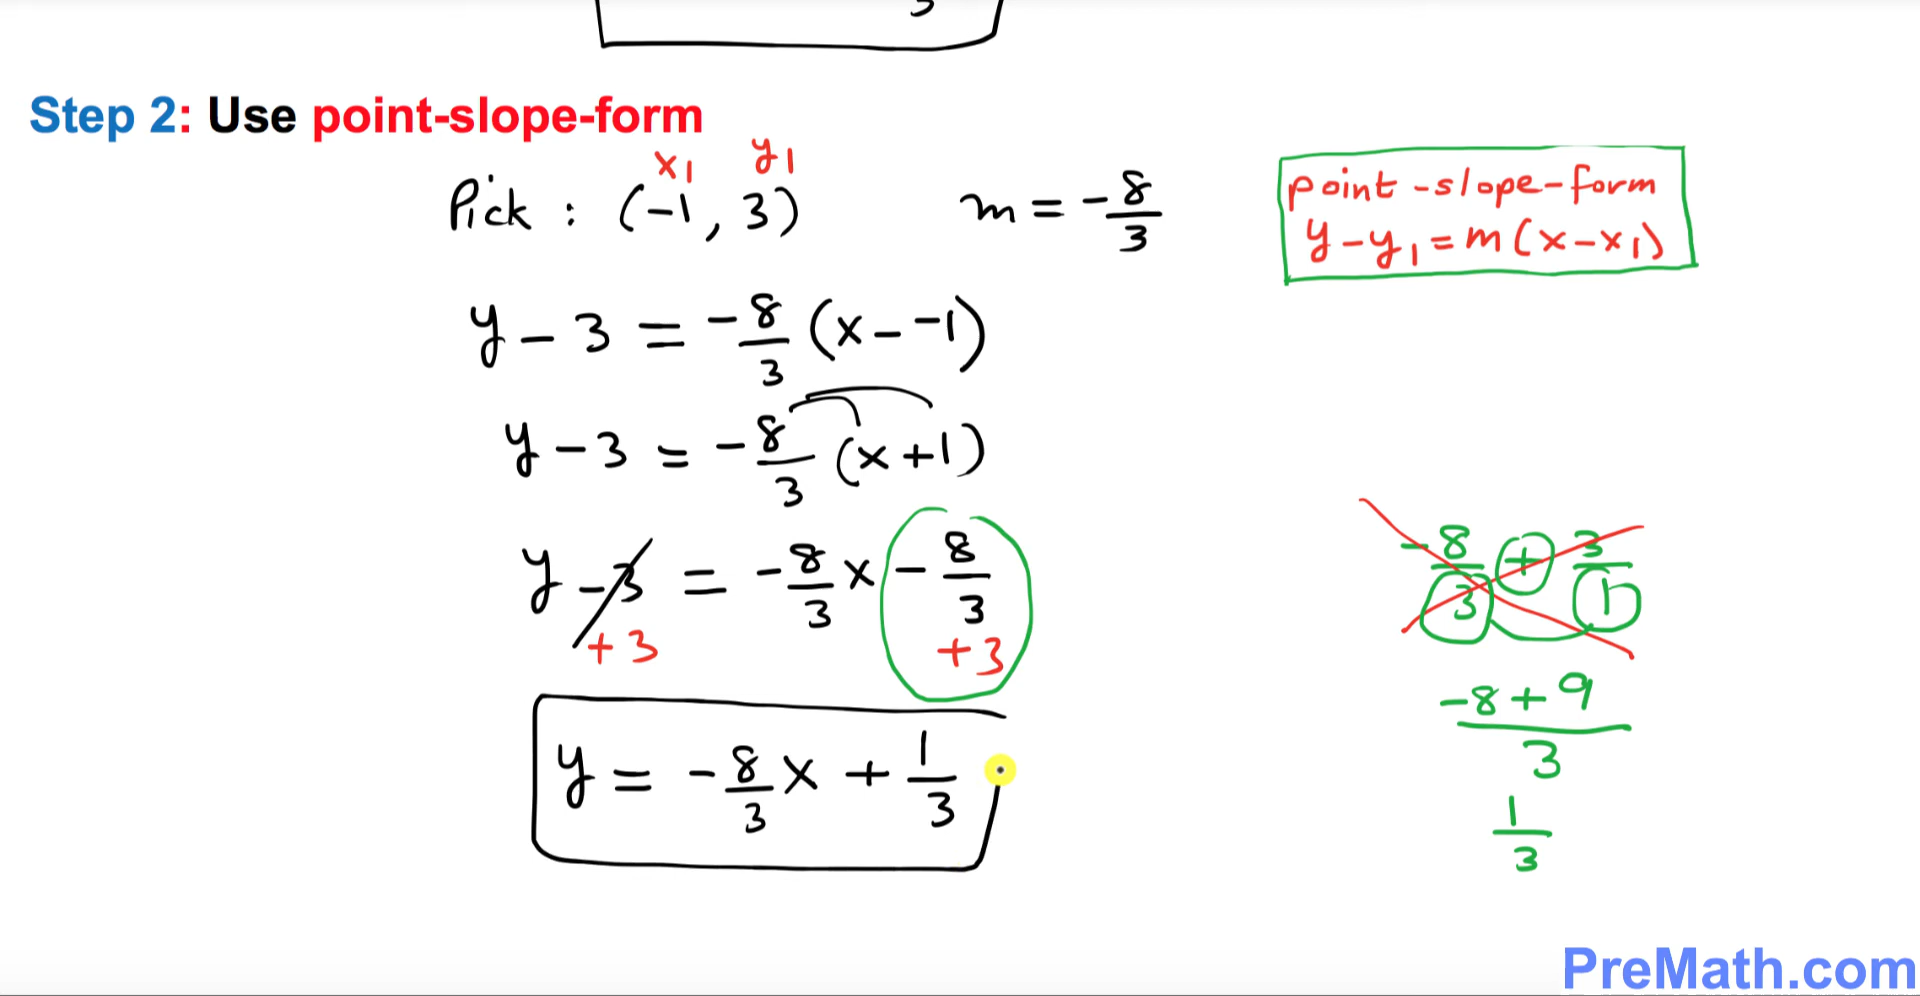 3
Step 2: Use point-slope-form
x1 y1
Pick : (-1, 3)
m = -8/3
point-slope-form
y-y1 = m(x-x1)
y - 3 = -8/3 (x - -1)
y - 3 = -8/3 (x+1)
y - 3 = -8/3 x - 8/3
+3 +3
y = -8/3 x + 1/3
-8/3 + 3/1
-8+9
3
1/3
PreMath.com